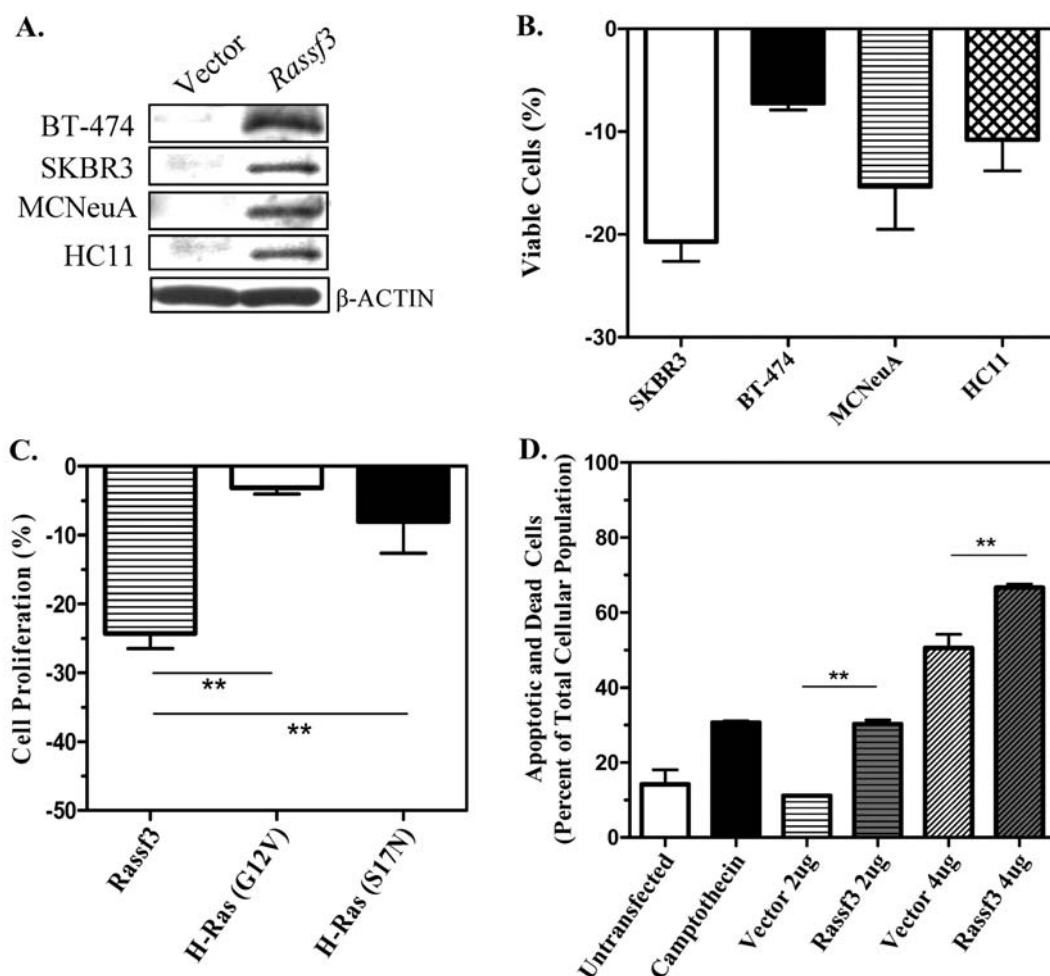 A.
Vector
Rassf3
BT-474
SKBR3
MCNeuA
HC11
β-ACTIN
B.
Viable Cells (%)
0
-10
-20
-30
SKBR3
BT-474
MCNeuA
HC11
C.
Cell Proliferation (%)
0
-10
-20
-30
-40
-50
**
**
Rassf3
H-Ras (G12V)
H-Ras (S17N)
D.
Apoptotic and Dead Cells
(Percent of Total Cellular Population)
100
80
60
40
20
0
**
**
Untransfected
Camptothecin
Vector 2ug
Rassf3 2ug
Vector 4ug
Rassf3 4ug